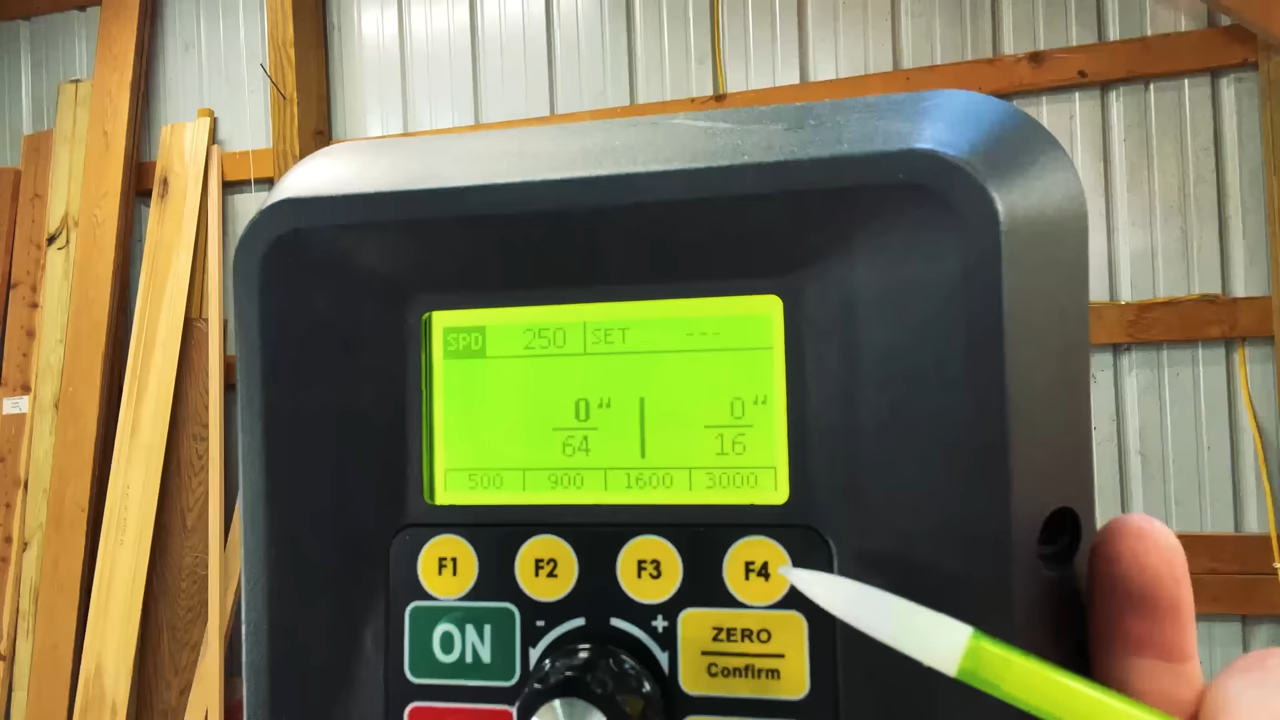 SPD 250 SET ---
0" 0"
64 16
500 900 1600 3000
F1 F2 F3 F4
- +
ON ZERO
Confirm